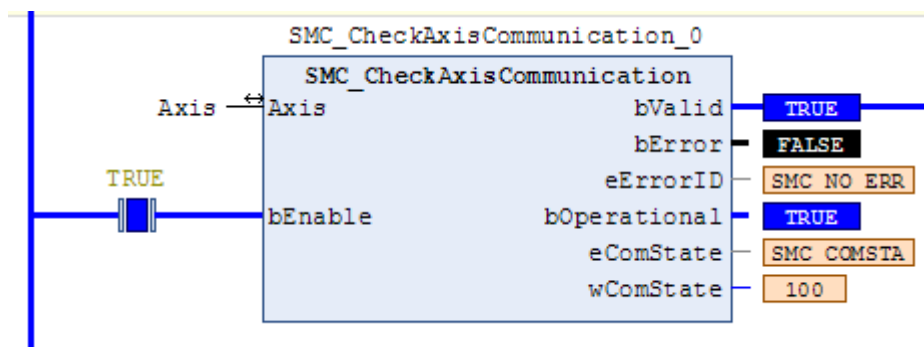 SMC_CheckAxisCommunication_0
SMC_CheckAxisCommunication
Axis Axis bValid TRUE
bError FALSE
TRUE eErrorID SMC NO ERR
bEnable bOperational TRUE
eComState SMC COMSTA
wComState 100